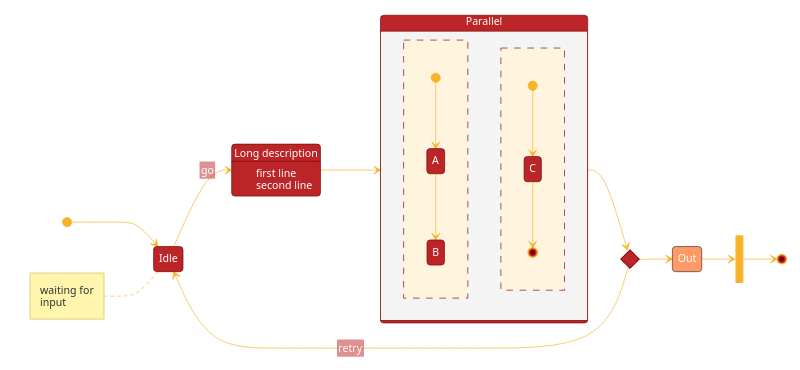 Parallel
Long description
first line
second line
go
A
B
C
Idle
waiting for
input
Out
retry